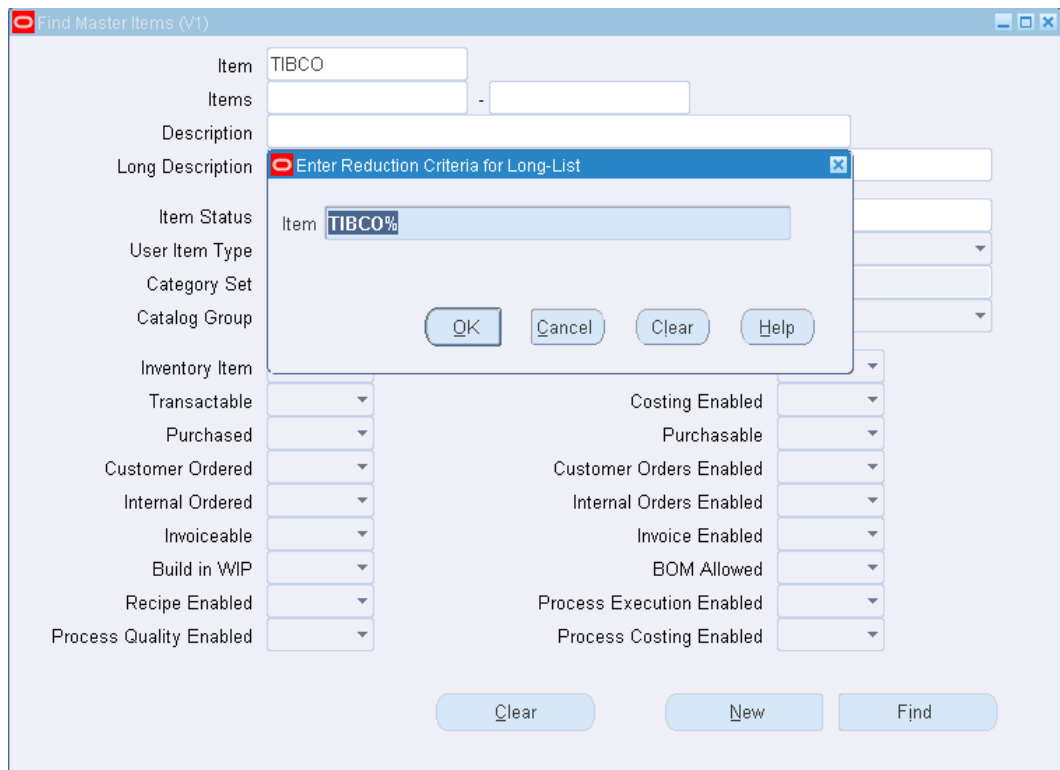 Find Master Items (V1)
Item TIBCO
Items -
Description
Long Description
Enter Reduction Criteria for Long-List
Item TIBCO%
OK Cancel Clear Help
Item Status
User Item Type
Category Set
Catalog Group
Inventory Item
Transactable Costing Enabled
Purchased Purchasable
Customer Ordered Customer Orders Enabled
Internal Ordered Internal Orders Enabled
Invoiceable Invoice Enabled
Build in WIP BOM Allowed
Recipe Enabled Process Execution Enabled
Process Quality Enabled Process Costing Enabled
Clear New Find